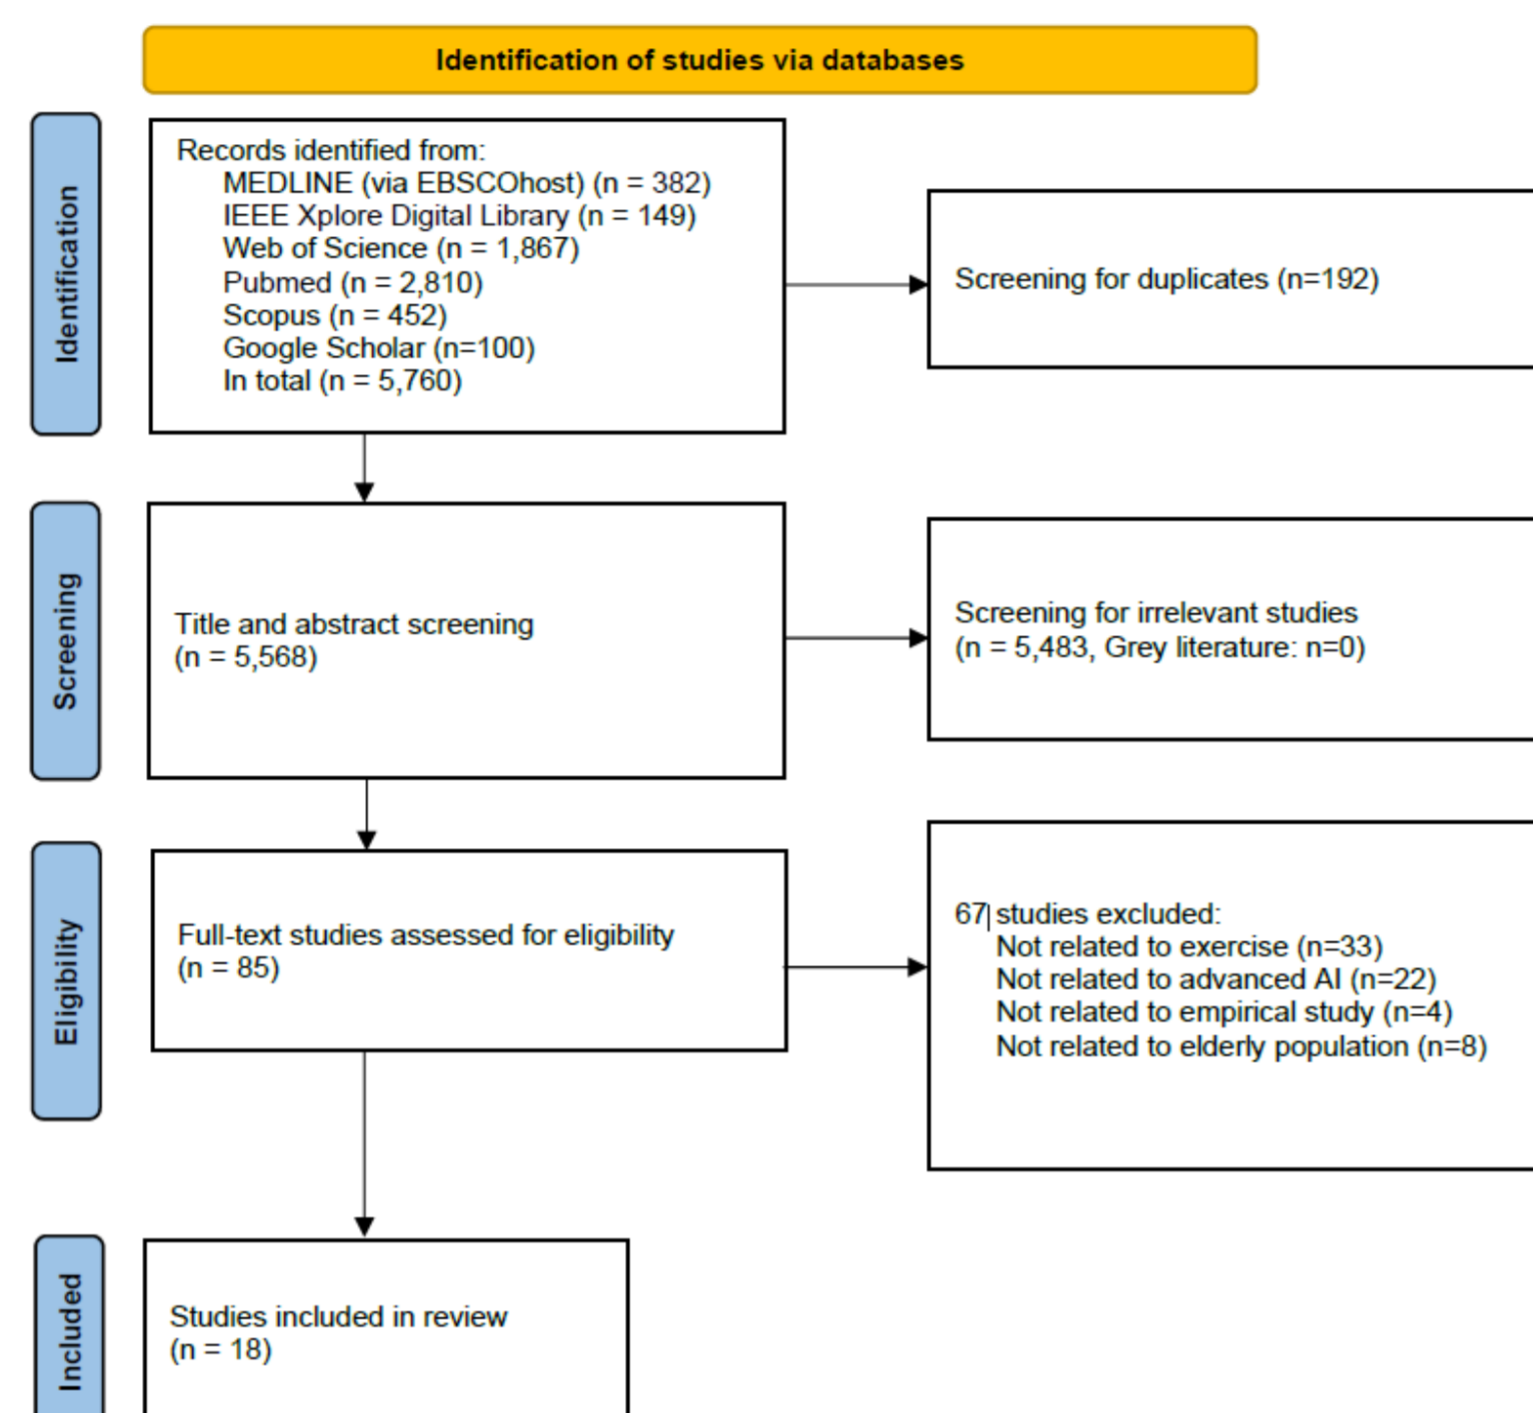 Identification of studies via databases
Identification
Records identified from:
MEDLINE (via EBSCOhost) (n = 382)
IEEE Xplore Digital Library (n = 149)
Web of Science (n = 1,867)
Pubmed (n = 2,810)
Scopus (n = 452)
Google Scholar (n=100)
In total (n = 5,760)
Screening for duplicates (n=192)
Screening
Title and abstract screening
(n = 5,568)
Screening for irrelevant studies
(n = 5,483, Grey literature: n=0)
Eligibility
Full-text studies assessed for eligibility
(n = 85)
67 studies excluded:
Not related to exercise (n=33)
Not related to advanced AI (n=22)
Not related to empirical study (n=4)
Not related to elderly population (n=8)
Included
Studies included in review
(n = 18)